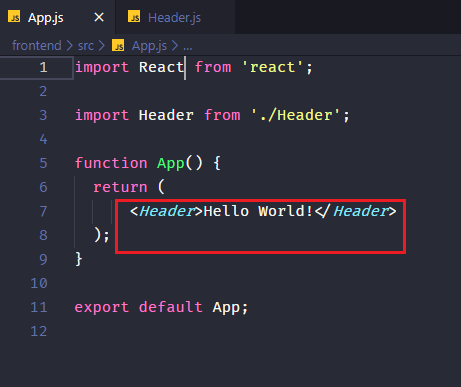 JS App.js × JS Header.js
frontend > src > JS App.js > ...
1 import React from 'react';
2
3 import Header from './Header';
4
5 function App() {
6 return (
7 <Header>Hello World!</Header>
8 );
9 }
10
11 export default App;
12